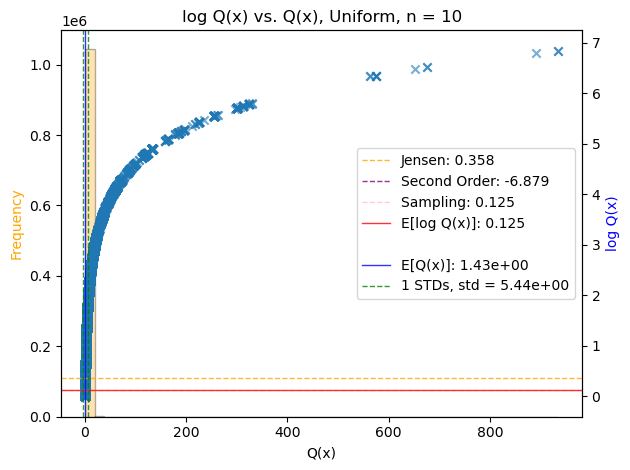 log Q(x) vs. Q(x), Uniform, n = 10
1e6
1.0
0.8
0.6
0.4
0.2
0.0
Frequency
7
6
5
4
3
2
1
0
log Q(x)
Jensen: 0.358
Second Order: -6.879
Sampling: 0.125
E[log Q(x)]: 0.125
E[Q(x)]: 1.43e+00
1 STDs, std = 5.44e+00
0 200 400 600 800
Q(x)